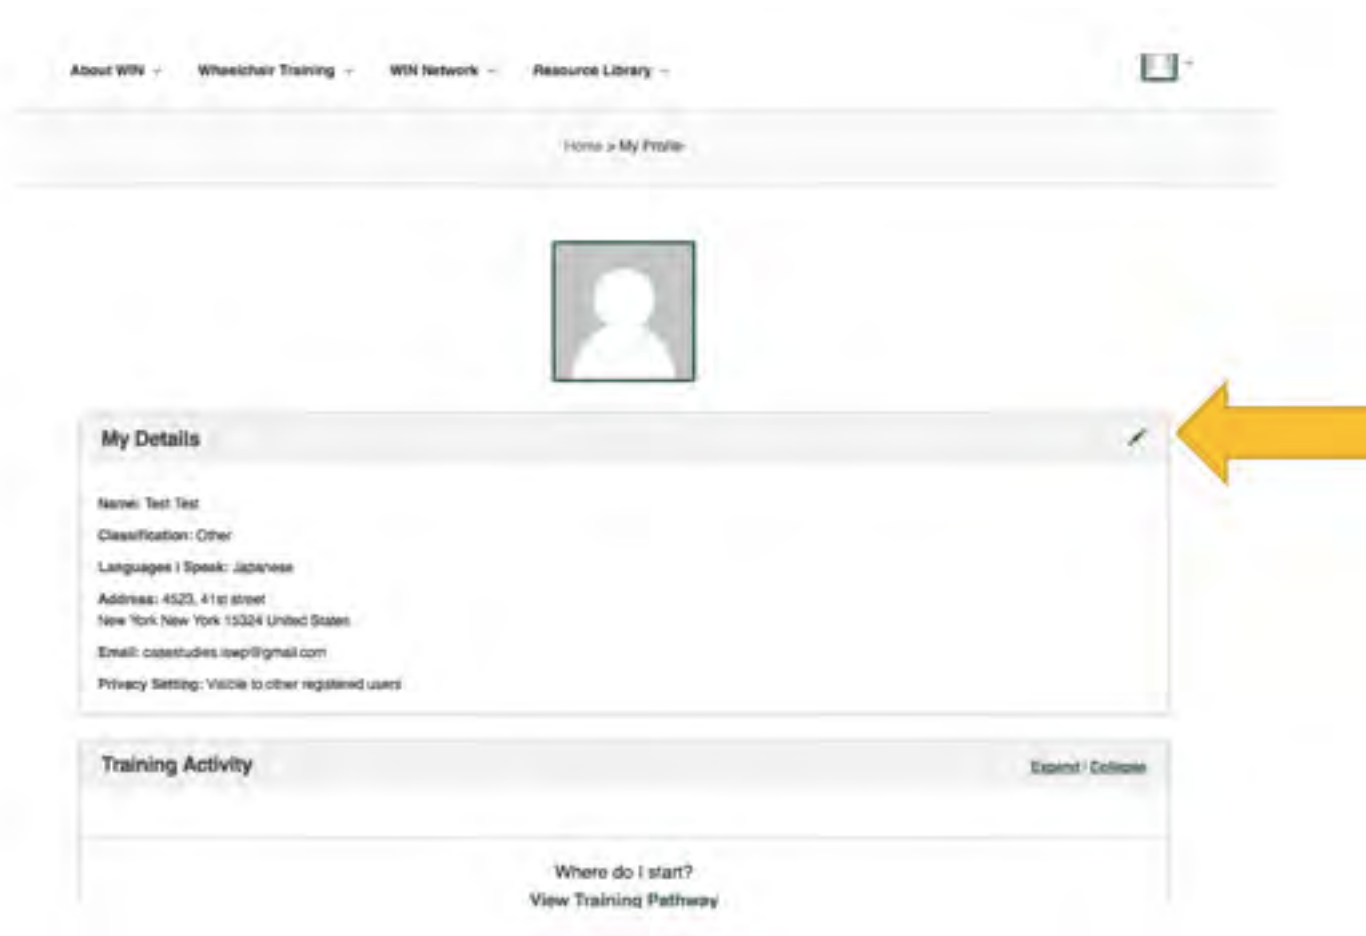 About WIN
Wheelchair Training
WIN Network
Resource Library
Home > My Profile
My Details
Name: Test Test
Classification: Other
Languages I Speak: Japanese
Address: 4523, 41st street
New York New York 15324 United States
Email: casestudies.iswp@gmail.com
Privacy Setting: Visible to other registered users
Training Activity
Expand Collapse
Where do I start?
View Training Pathway